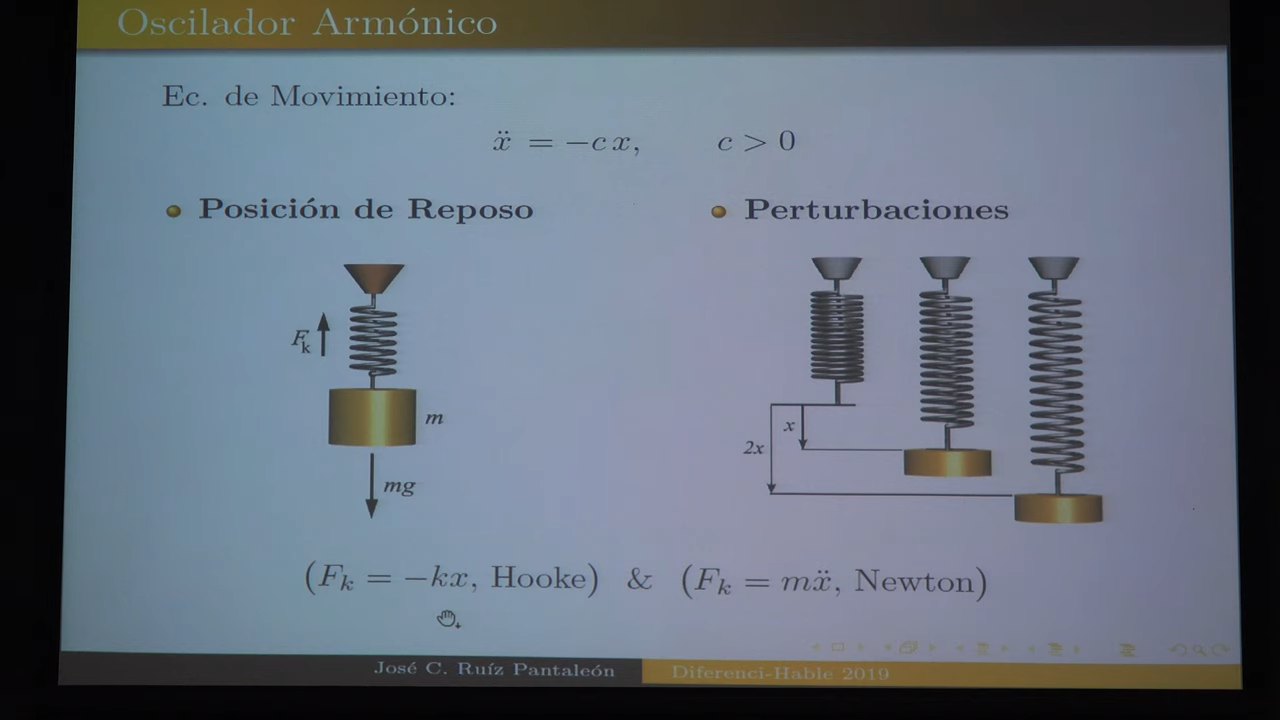 Oscilador Armónico
Ec. de Movimiento:
ẍ = −c x, c > 0
Posición de Reposo
Perturbaciones
F_k
m
mg
x
2x
(F_k = −kx, Hooke) & (F_k = mẍ, Newton)
José C. Ruíz Pantaleón
Diferenci-Hable 2019